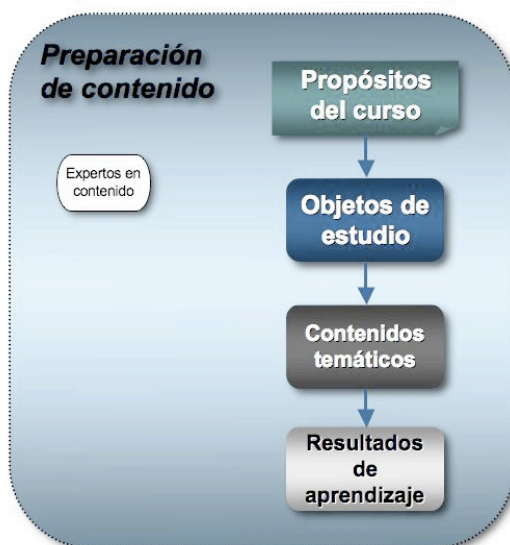 Preparación
de contenido
Propósitos
del curso
Expertos en
contenido
Objetos de
estudio
Contenidos
temáticos
Resultados
de
aprendizaje